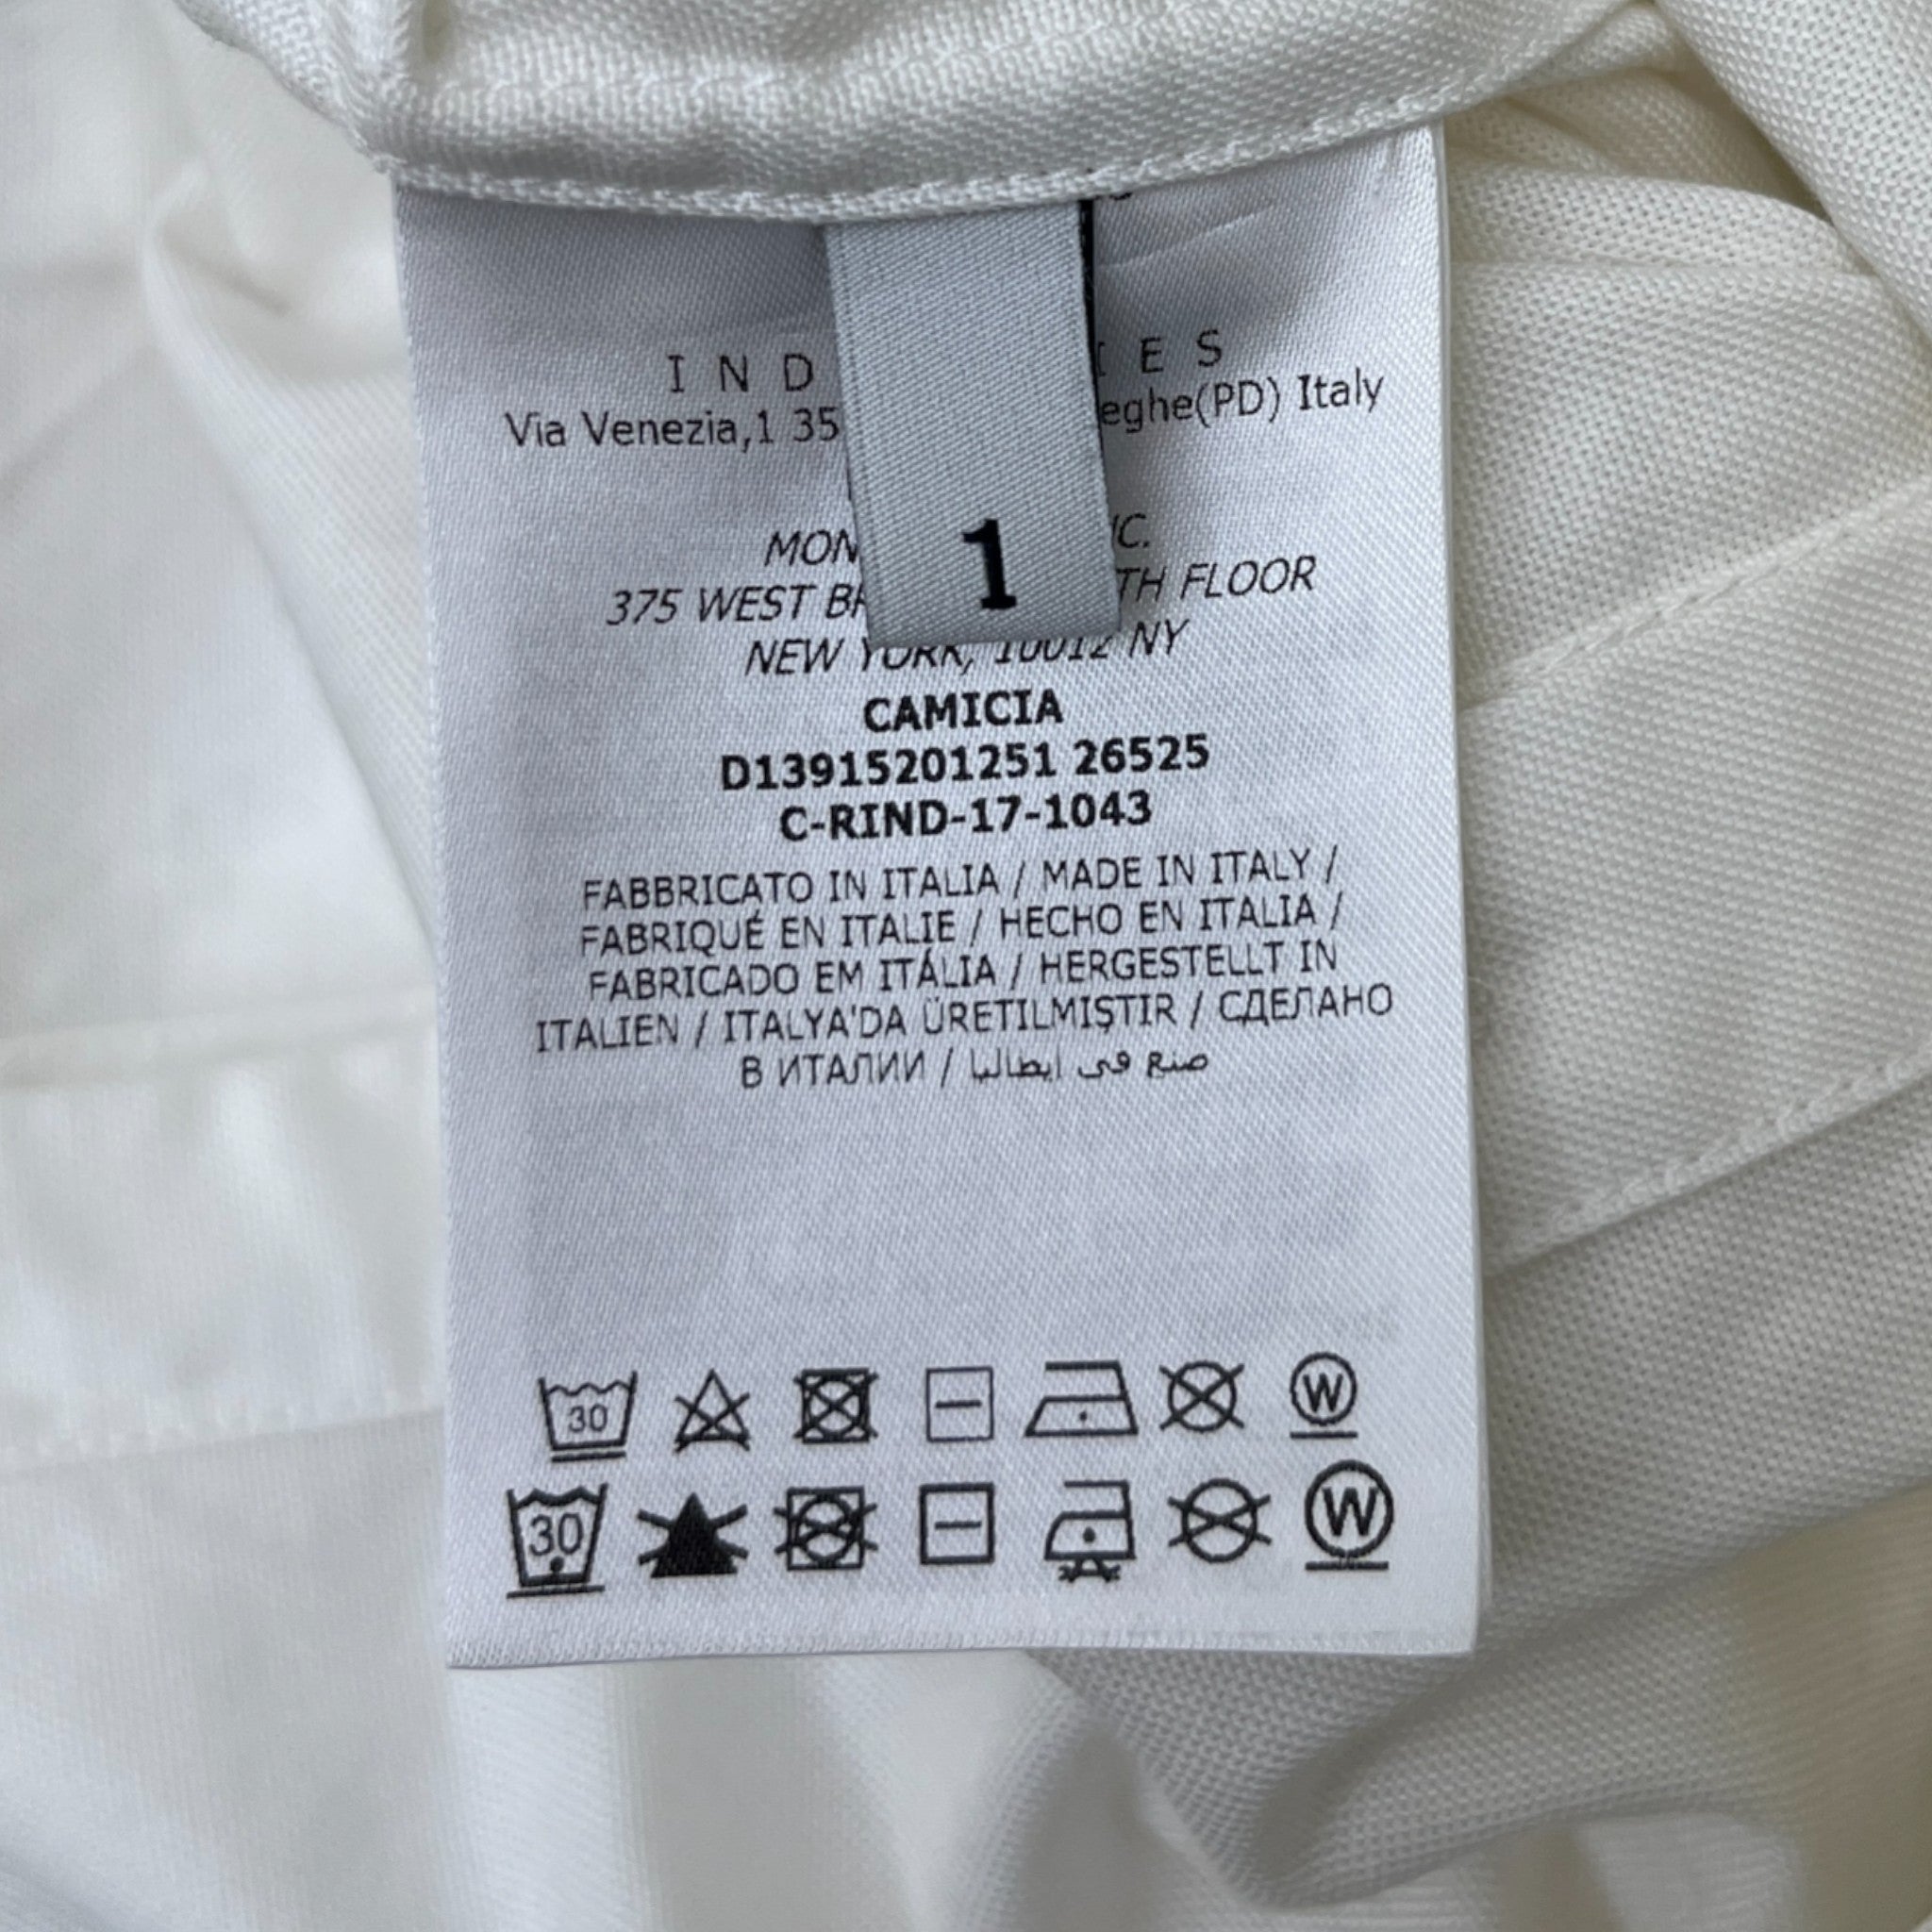 I N D
E S
Via Venezia,1 35
eghe(PD) Italy
1
MON
C.
375 WEST
TH FLOOR
NEW YORK, 10012 NY
CAMICIA
D13915201251 26525
C-RIND-17-1043
FABBRICATO IN ITALIA / MADE IN ITALY /
FABRIQUÉ EN ITALIE / HECHO EN ITALIA /
FABRICADO EM ITÁLIA / HERGESTELLT IN
ITALIEN / ITALYA'DA ÜRETILMIŞTIR / СДЕЛАНО
В ИТАЛИИ / صنع في ايطاليا
30 W
30 W